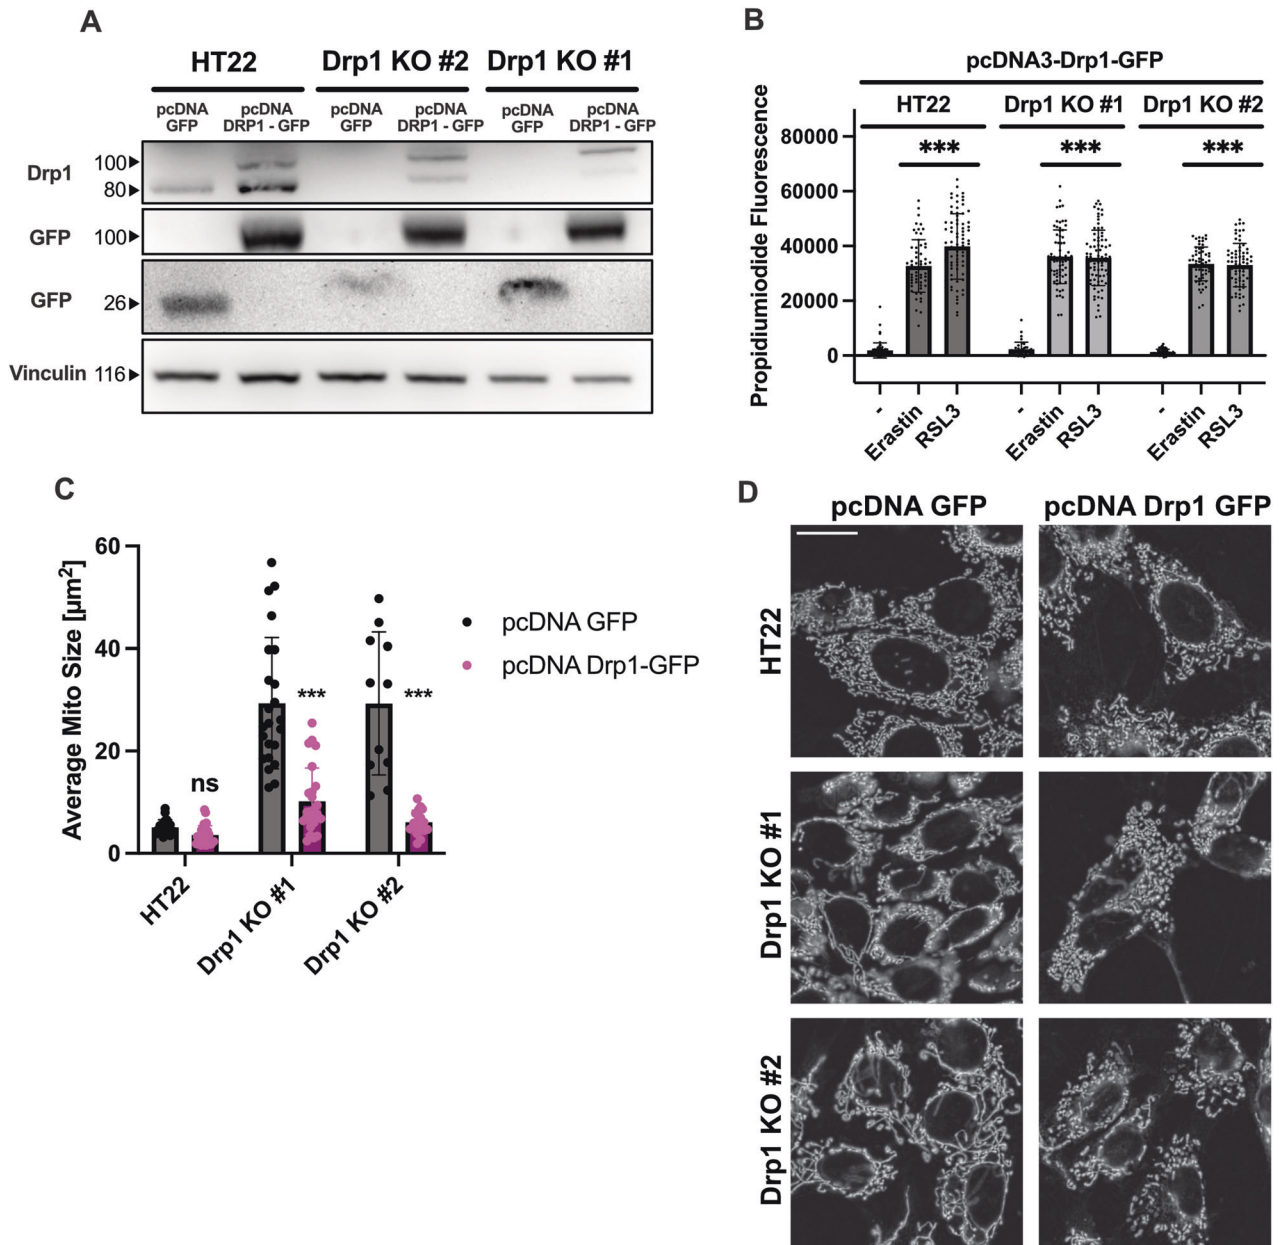 A
HT22
Drp1 KO #2
Drp1 KO #1
pcDNA
GFP
pcDNA
DRP1 - GFP
pcDNA
GFP
pcDNA
DRP1 - GFP
pcDNA
GFP
pcDNA
DRP1 - GFP
Drp1
100
80
GFP
100
GFP
26
Vinculin
116
B
pcDNA3-Drp1-GFP
HT22
Drp1 KO #1
Drp1 KO #2
***
***
***
Propidiumiodide Fluorescence
80000
60000
40000
20000
0
-
Erastin
RSL3
-
Erastin
RSL3
-
Erastin
RSL3
C
Average Mito Size [µm²]
60
40
20
0
ns
***
***
HT22
Drp1 KO #1
Drp1 KO #2
pcDNA GFP
pcDNA Drp1-GFP
D
pcDNA GFP
pcDNA Drp1 GFP
HT22
Drp1 KO #1
Drp1 KO #2